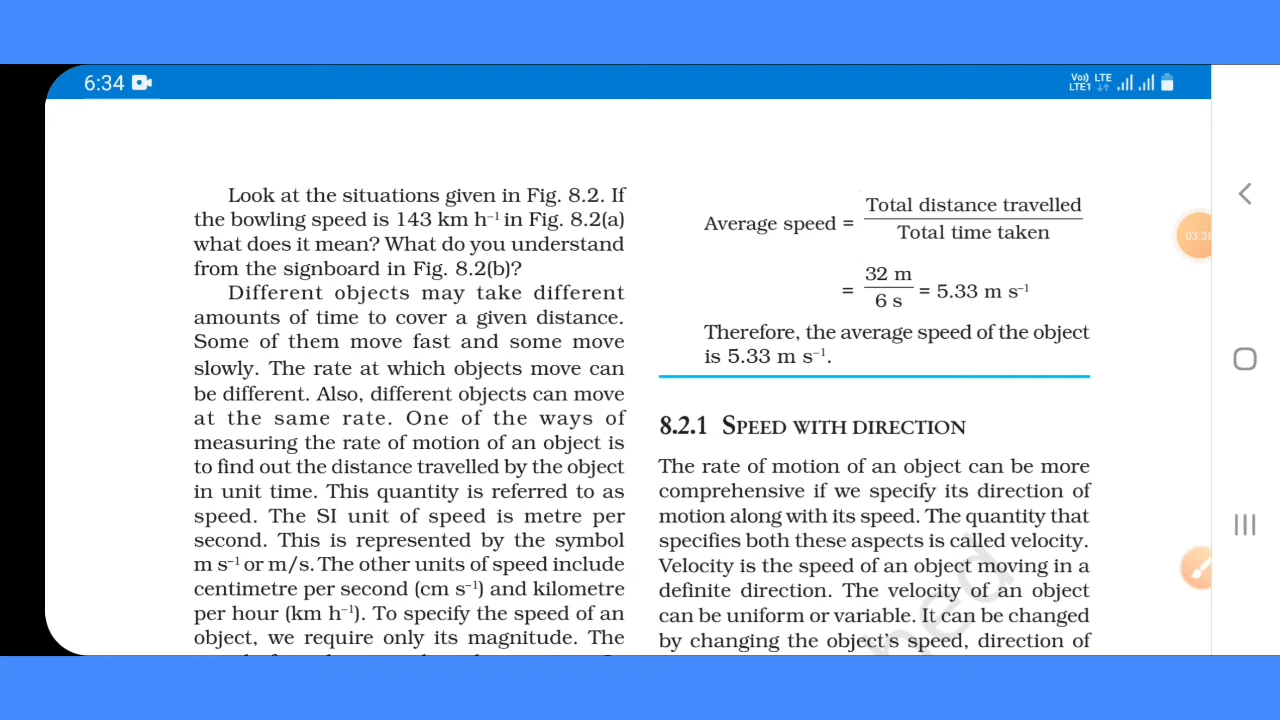 6:34
Vo) LTE
LTE1
Look at the situations given in Fig. 8.2. If
the bowling speed is 143 km h⁻¹ in Fig. 8.2(a)
what does it mean? What do you understand
from the signboard in Fig. 8.2(b)?
Different objects may take different
amounts of time to cover a given distance.
Some of them move fast and some move
slowly. The rate at which objects move can
be different. Also, different objects can move
at the same rate. One of the ways of
measuring the rate of motion of an object is
to find out the distance travelled by the object
in unit time. This quantity is referred to as
speed. The SI unit of speed is metre per
second. This is represented by the symbol
m s⁻¹ or m/s. The other units of speed include
centimetre per second (cm s⁻¹) and kilometre
per hour (km h⁻¹). To specify the speed of an
object, we require only its magnitude. The
Total distance travelled
Average speed =
Total time taken
32 m
= = 5.33 m s⁻¹
6 s
Therefore, the average speed of the object
is 5.33 m s⁻¹.
8.2.1 SPEED WITH DIRECTION
The rate of motion of an object can be more
comprehensive if we specify its direction of
motion along with its speed. The quantity that
specifies both these aspects is called velocity.
Velocity is the speed of an object moving in a
definite direction. The velocity of an object
can be uniform or variable. It can be changed
by changing the object's speed, direction of
03:38